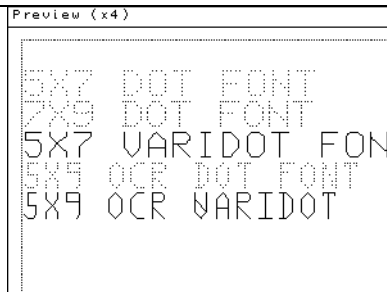 Preview (x4)
5X7 DOT FONT
7X9 DOT FONT
5X7 VARIDOT FON
5X9 OCR DOT FONT
5X9 OCR VARIDOT